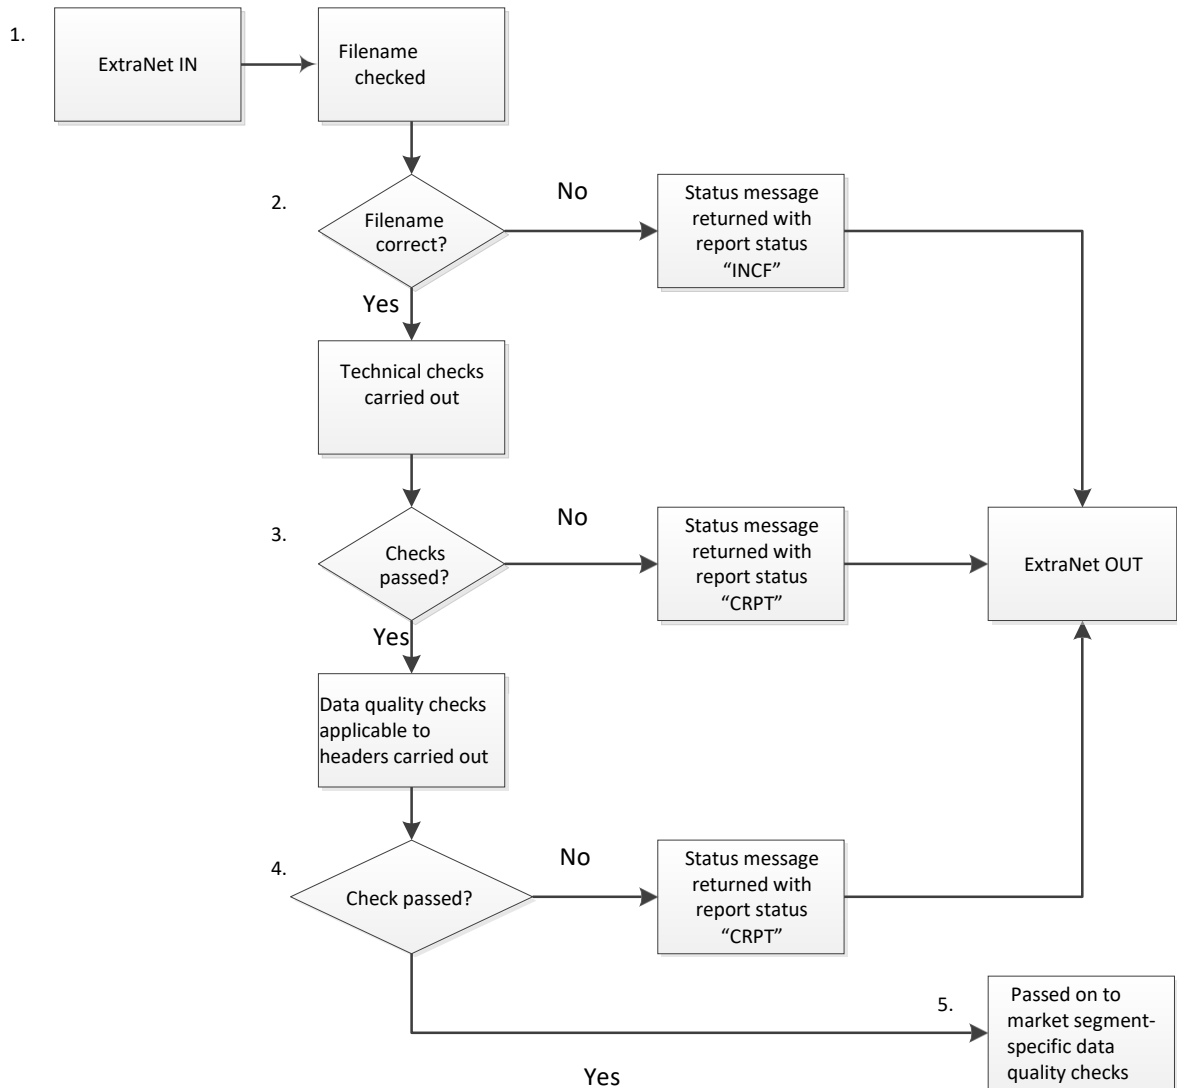 1.
ExtraNet IN
Filename
checked
2.
Filename
correct?
No
Status message
returned with
report status
“INCF”
Yes
Technical checks
carried out
3.
Checks
passed?
No
Status message
returned with
report status
“CRPT”
ExtraNet OUT
Yes
Data quality checks
applicable to
headers carried out
4.
Check passed?
No
Status message
returned with
report status
“CRPT”
5.
Passed on to
market segment-
specific data
quality checks
Yes